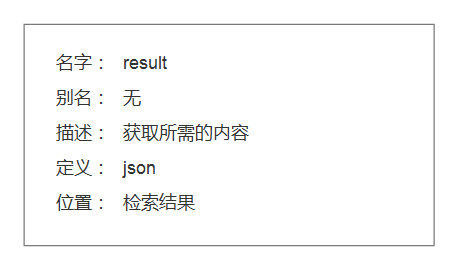 名字： result
别名： 无
描述： 获取所需的内容
定义： json
位置： 检索结果